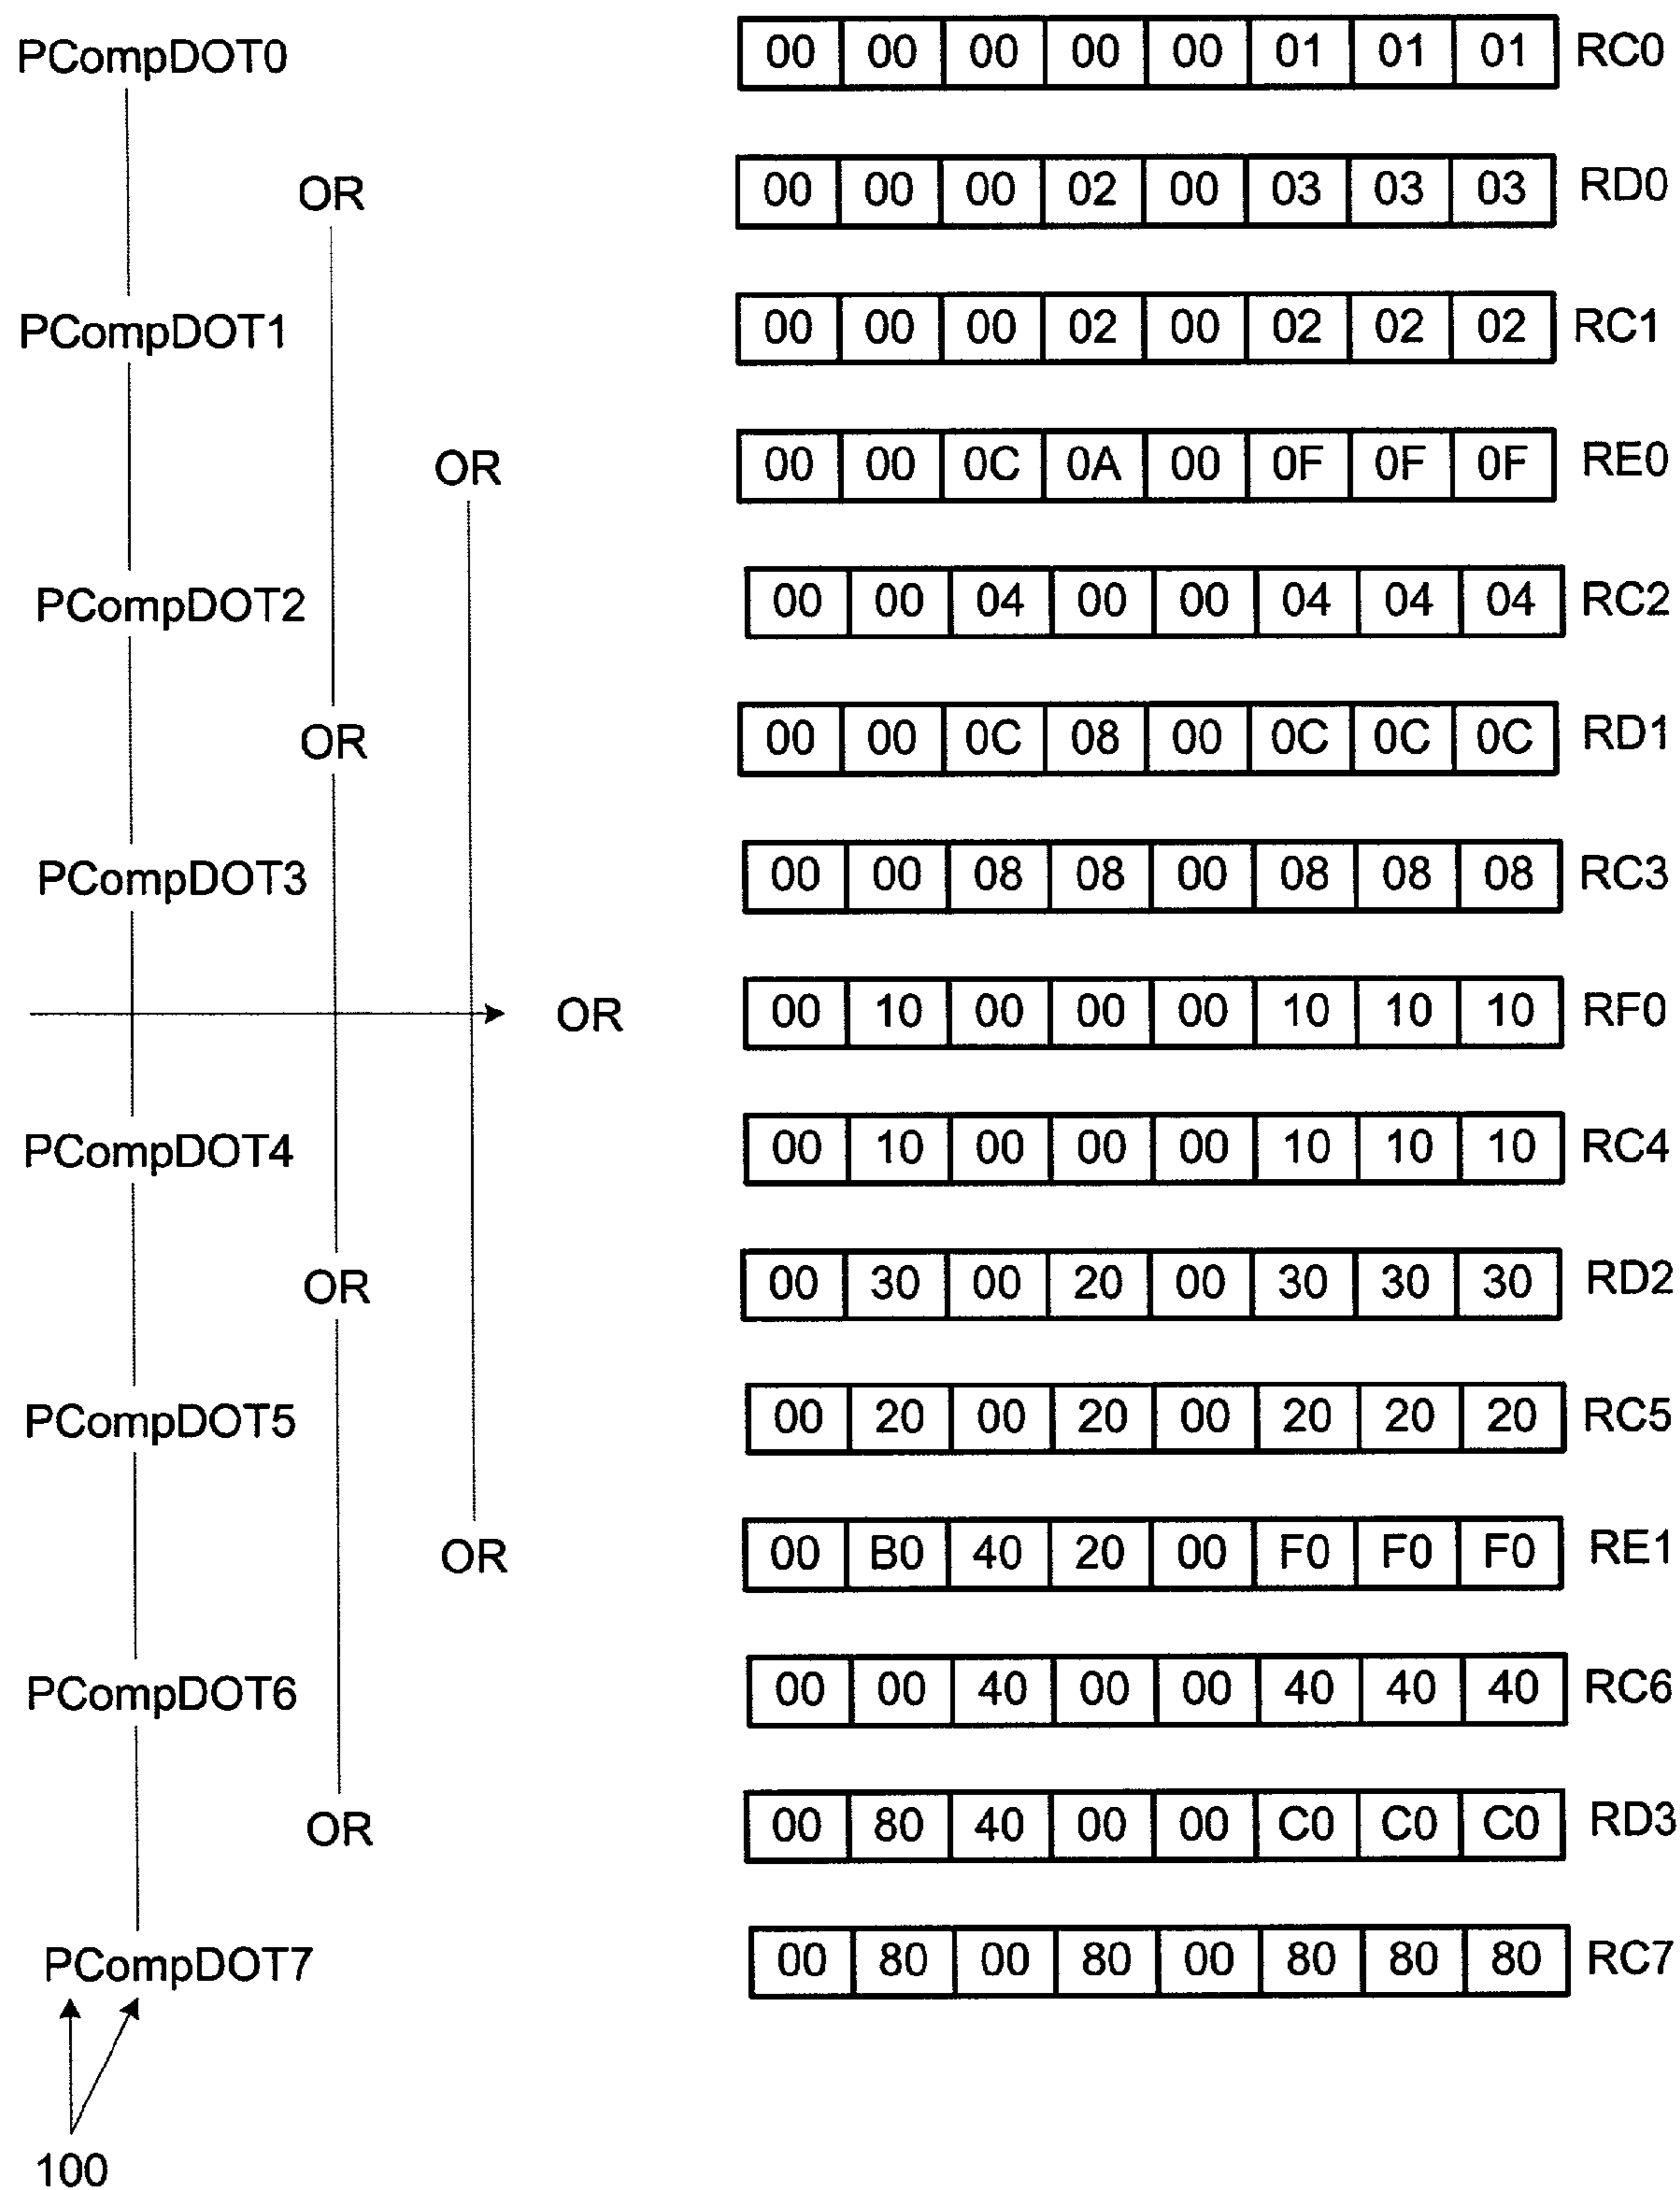 PCompDOT0 00 00 00 00 00 01 01 01 RC0
OR 00 00 00 02 00 03 03 03 RD0
PCompDOT1 00 00 00 02 00 02 02 02 RC1
OR 00 00 0C 0A 00 0F 0F 0F RE0
PCompDOT2 00 00 04 00 00 04 04 04 RC2
OR 00 00 0C 08 00 0C 0C 0C RD1
PCompDOT3 00 00 08 08 00 08 08 08 RC3
OR 00 10 00 00 00 10 10 10 RF0
PCompDOT4 00 10 00 00 00 10 10 10 RC4
OR 00 30 00 20 00 30 30 30 RD2
PCompDOT5 00 20 00 20 00 20 20 20 RC5
OR 00 B0 40 20 00 F0 F0 F0 RE1
PCompDOT6 00 00 40 00 00 40 40 40 RC6
OR 00 80 40 00 00 C0 C0 C0 RD3
PCompDOT7 00 80 00 80 00 80 80 80 RC7
100